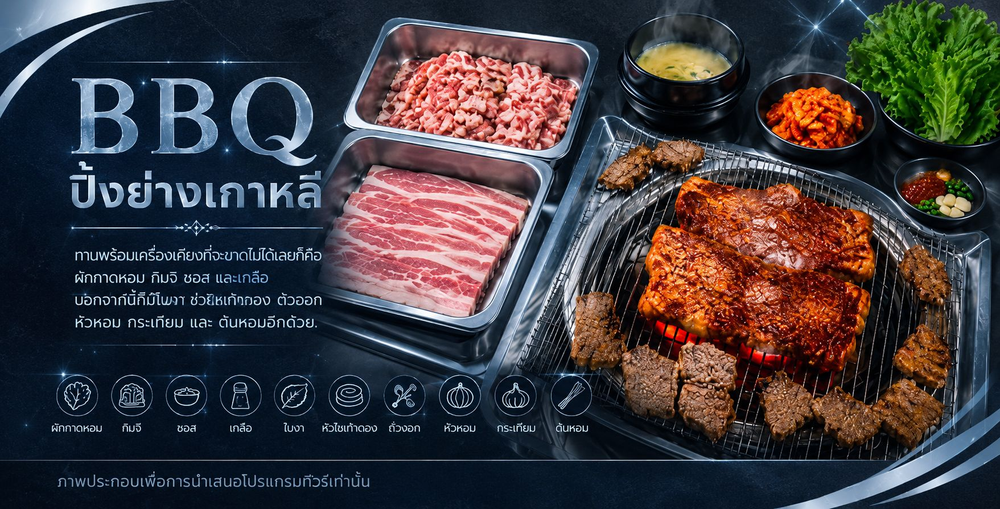 BBQ
ปิ้งย่างเกาหลี
ทานพร้อมเครื่องเคียงที่จะขาดไม่ได้เลยก็คือ
ผักกาดหอม กิมจิ ซอส และเกลือ
ตัวออก
หัวหอม กระเทียม และ ต้นหอมอีกด้วย.
ผักกาดหอม
กิมจี
ซอส
เกลือ
ใบงา
หัวไชเท้าดอง
ถั่วงอก
หัวหอม
กระเทียม
ต้นหอม
ภาพประกอบเพื่อการนำเสนอโปรแกรมทัวร์เท่านั้น